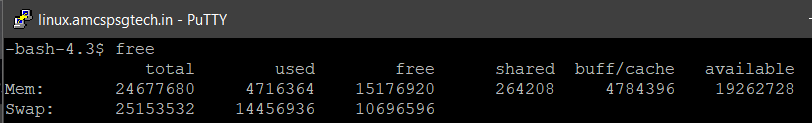 linux.amcspsgtech.in - PuTTY
-bash-4.3$ free
total used free shared buff/cache available
Mem: 24677680 4716364 15176920 264208 4784396 19262728
Swap: 25153532 14456936 10696596